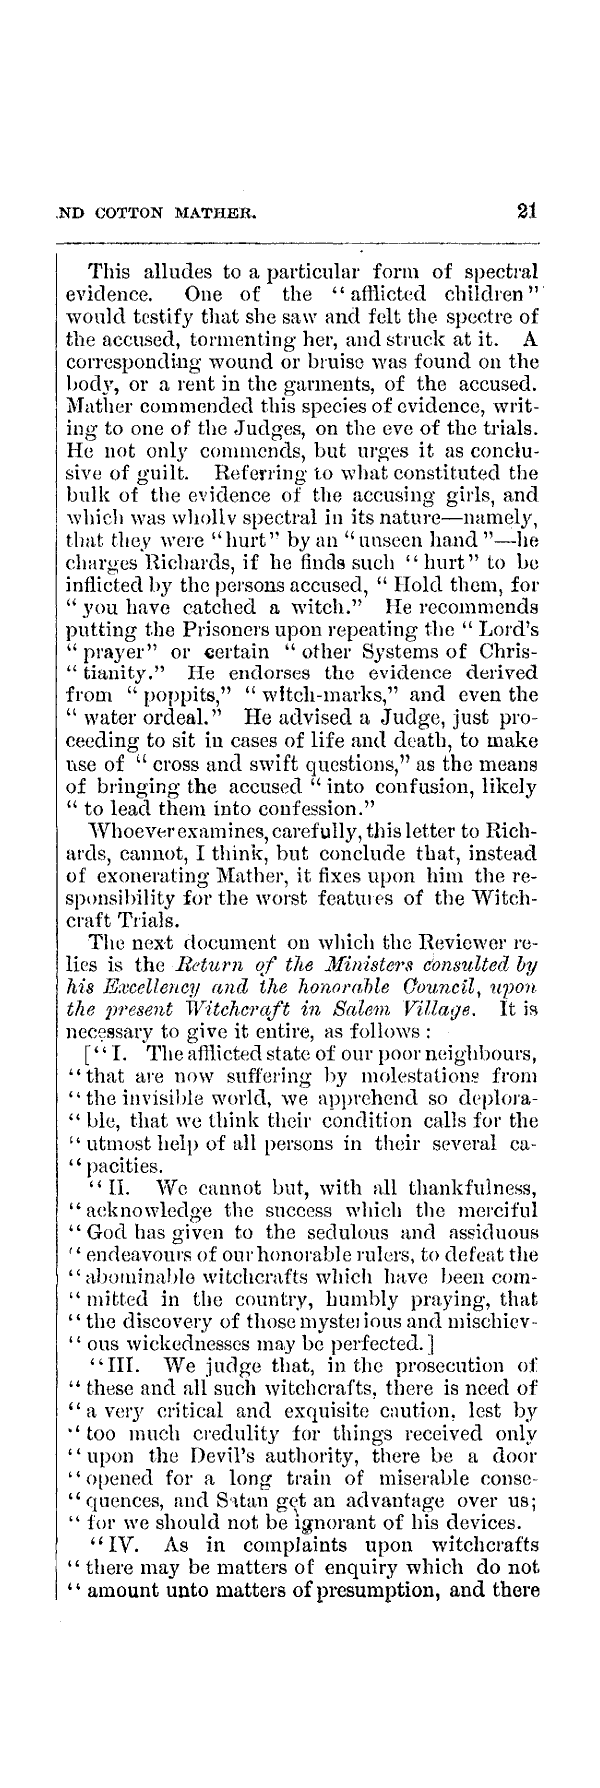 ND COTTON MATHER. 21
This alludes to a particular form of spectral
evidence. One of the “afflicted children”
would testify that she saw and felt the spectre of
the accused, tormenting her, and struck at it. A
corresponding wound or bruise was found on the
body, or a rent in the garments, of the accused.
Mather commended this species of evidence, writ-
ing to one of the Judges, on the eve of the trials.
He not only commends, but urges it as conclu-
sive of guilt. Referring to what constituted the
bulk of the evidence of the accusing girls, and
which was wholly spectral in its nature—namely,
that they were “hurt” by an “unseen hand”—he
charges Richards, if he finds such “hurt” to be
inflicted by the persons accused, “Hold them, for
“you have catched a witch.” He recommends
putting the Prisoners upon repeating the “Lord's
“prayer” or certain “other Systems of Chris-
“tianity.” He endorses the evidence derived
from “poppits,” “witch-marks,” and even the
“water ordeal.” He advised a Judge, just pro-
ceeding to sit in cases of life and death, to make
use of “cross and swift questions,” as the means
of bringing the accused “into confusion, likely
“to lead them into confession.”
Whoever examines, carefully, this letter to Rich-
ards, cannot, I think, but conclude that, instead
of exonerating Mather, it fixes upon him the re-
sponsibility for the worst features of the Witch-
craft Trials.
The next document on which the Reviewer re-
lies is the Return of the Ministers consulted by
his Excellency and the honorable Council, upon
the present Witchcraft in Salem Village. It is
necessary to give it entire, as follows :
[“I. The afflicted state of our poor neighbours,
“that are now suffering by molestations from
“the invisible world, we apprehend so deplora-
“ble, that we think their condition calls for the
“utmost help of all persons in their several ca-
“pacities.
“II. We cannot but, with all thankfulness,
“acknowledge the success which the merciful
“God has given to the sedulous and assiduous
“endeavours of our honorable rulers, to defeat the
“abominable witchcrafts which have been com-
“mitted in the country, humbly praying, that
“the discovery of those mysterious and mischiev-
“ous wickednesses may be perfected.]
“III. We judge that, in the prosecution of
“these and all such witchcrafts, there is need of
“a very critical and exquisite caution, lest by
“too much credulity for things received only
“upon the Devil's authority, there be a door
“opened for a long train of miserable conse-
“quences, and Satan get an advantage over us;
“for we should not be ignorant of his devices.
“IV. As in complaints upon witchcrafts
“there may be matters of enquiry which do not
“amount unto matters of presumption, and there